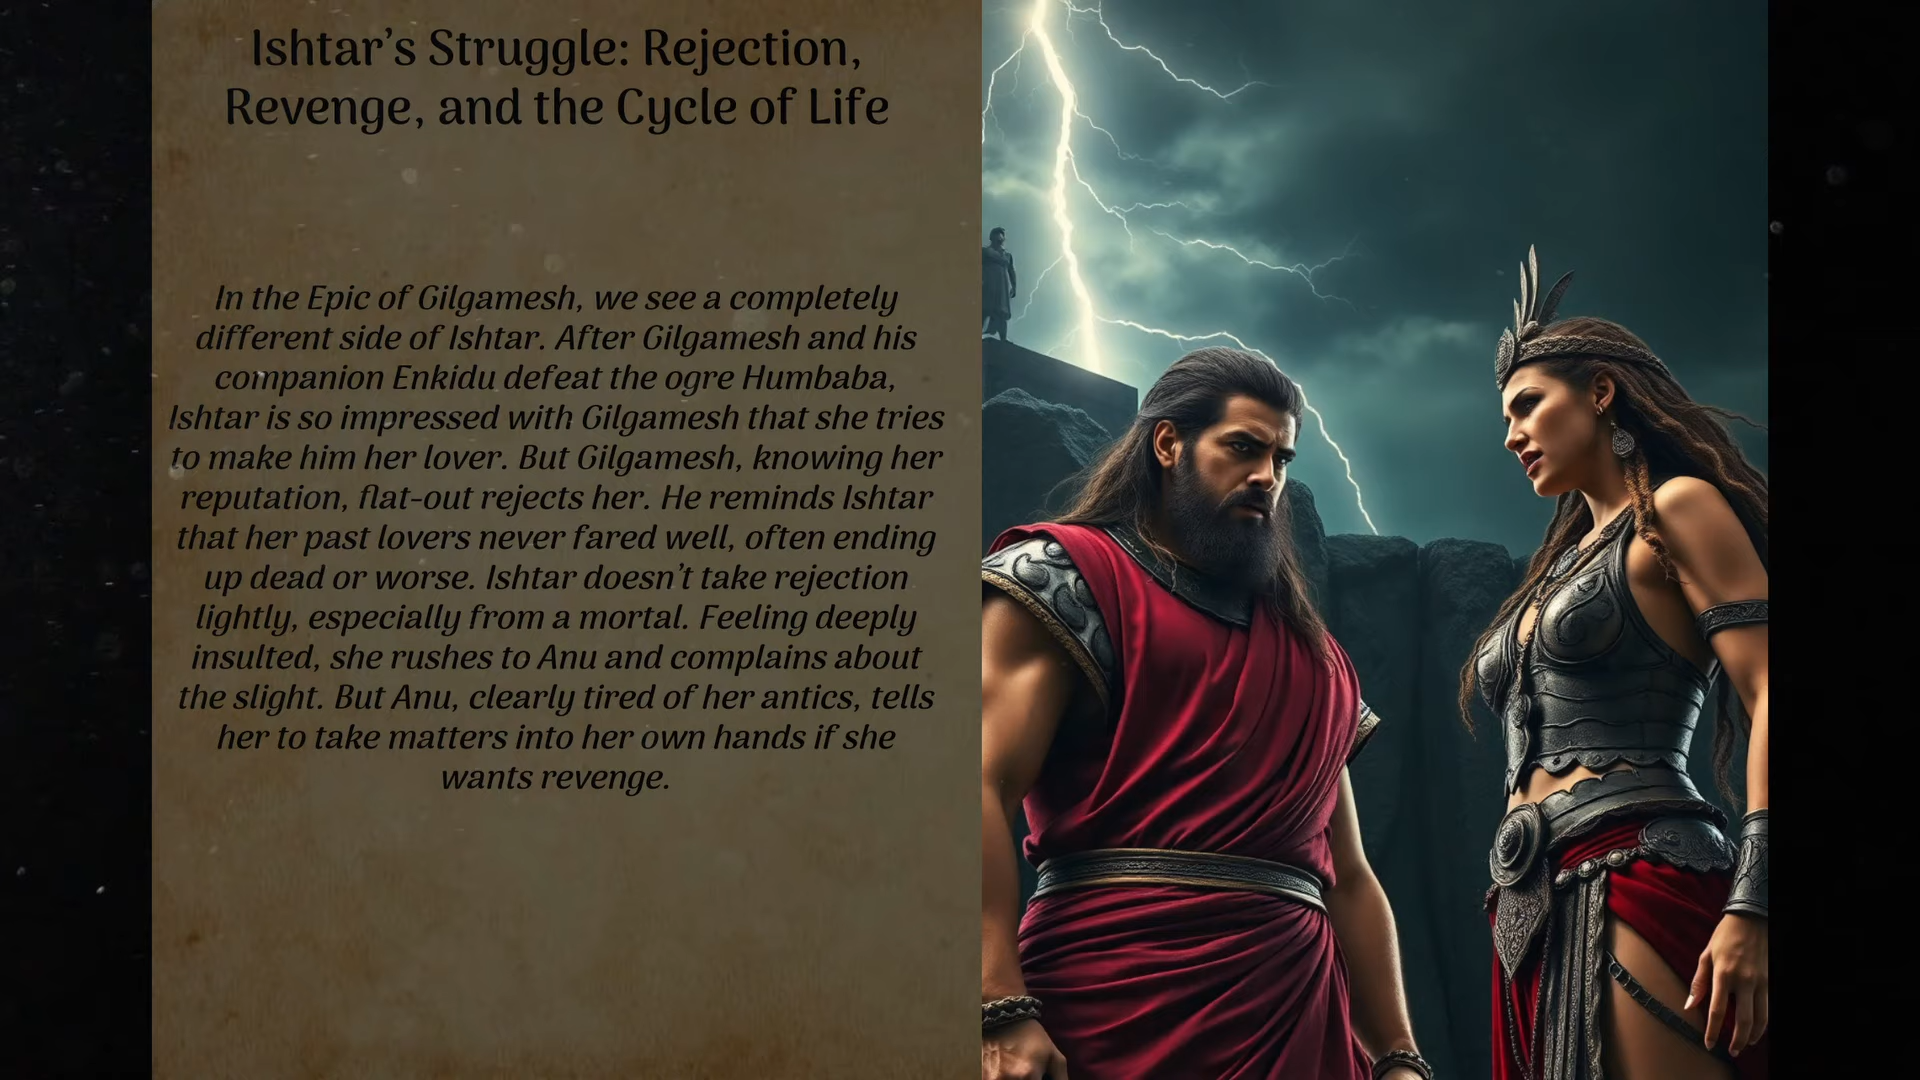 Ishtar’s Struggle: Rejection,
Revenge, and the Cycle of Life
In the Epic of Gilgamesh, we see a completely
different side of Ishtar. After Gilgamesh and his
companion Enkidu defeat the ogre Humbaba,
Ishtar is so impressed with Gilgamesh that she tries
to make him her lover. But Gilgamesh, knowing her
reputation, flat-out rejects her. He reminds Ishtar
that her past lovers never fared well, often ending
up dead or worse. Ishtar doesn’t take rejection
lightly, especially from a mortal. Feeling deeply
insulted, she rushes to Anu and complains about
the slight. But Anu, clearly tired of her antics, tells
her to take matters into her own hands if she
wants revenge.